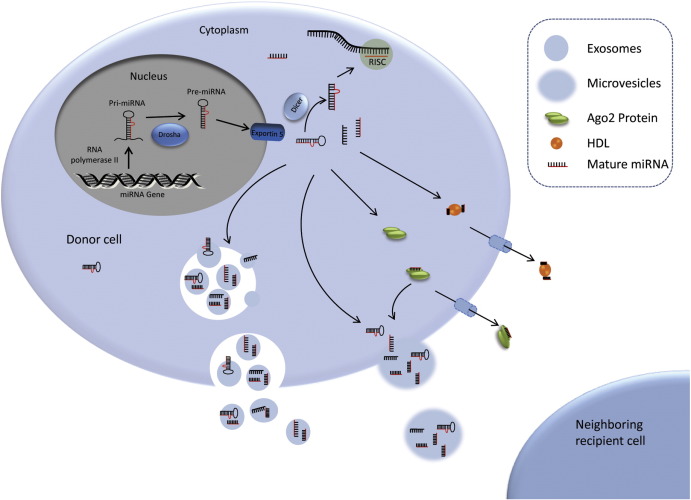 Cytoplasm
RISC
Nucleus
Pri-miRNA
Pre-miRNA
Dicer
Drosha
Exportin 5
RNA
polymerase II
miRNA Gene
Donor cell
Exosomes
Microvesicles
Ago2 Protein
HDL
Mature miRNA
Neighboring
recipient cell